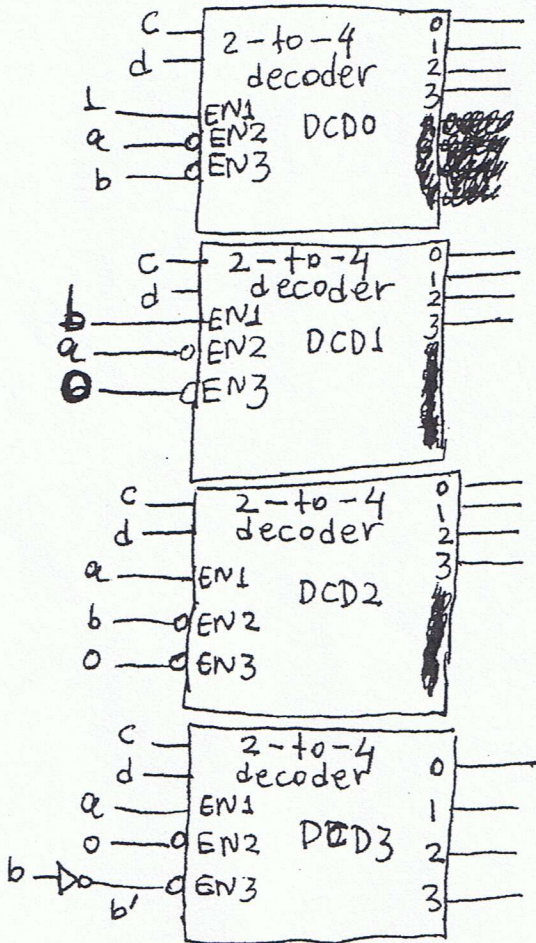 C
d
1
a
b
2-to-4
decoder
EN1
EN2
EN3
DCD0
0
1
2
3
C
d
b
a
0
2-to-4
decoder
EN1
EN2
EN3
DCD1
0
1
2
3
C
d
a
b
0
2-to-4
decoder
EN1
EN2
EN3
DCD2
0
1
2
3
C
d
a
0
b
b'
2-to-4
decoder
EN1
EN2
EN3
DCD3
0
1
2
3